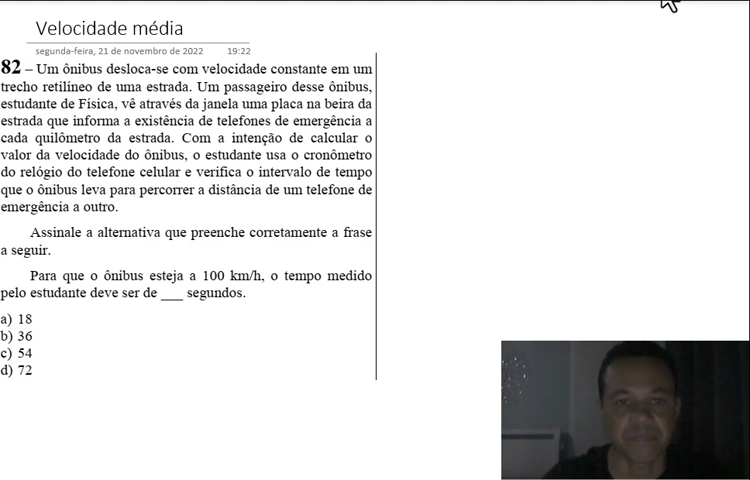 Velocidade média
segunda-feira, 21 de novembro de 2022 19:22
82 – Um ônibus desloca-se com velocidade constante em um
trecho retilíneo de uma estrada. Um passageiro desse ônibus,
estudante de Física, vê através da janela uma placa na beira da
estrada que informa a existência de telefones de emergência a
cada quilômetro da estrada. Com a intenção de calcular o
valor da velocidade do ônibus, o estudante usa o cronômetro
do relógio do telefone celular e verifica o intervalo de tempo
que o ônibus leva para percorrer a distância de um telefone de
emergência a outro.
Assinale a alternativa que preenche corretamente a frase
a seguir.
Para que o ônibus esteja a 100 km/h, o tempo medido
pelo estudante deve ser de ___ segundos.
a) 18
b) 36
c) 54
d) 72